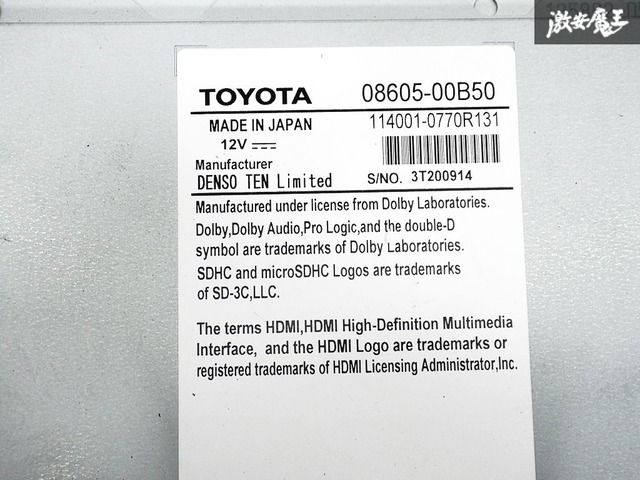 激安魔王
TOYOTA 08605-00B50
MADE IN JAPAN 114001-0770R131
12V
Manufacturer
DENSO TEN Limited S/NO. 3T200914
Manufactured under license from Dolby Laboratories.
Dolby,Dolby Audio,Pro Logic,and the double-D
symbol are trademarks of Dolby Laboratories.
SDHC and microSDHC Logos are trademarks
of SD-3C,LLC.
The terms HDMI,HDMI High-Definition Multimedia
Interface, and the HDMI Logo are trademarks or
registered trademarks of HDMI Licensing Administrator,Inc.